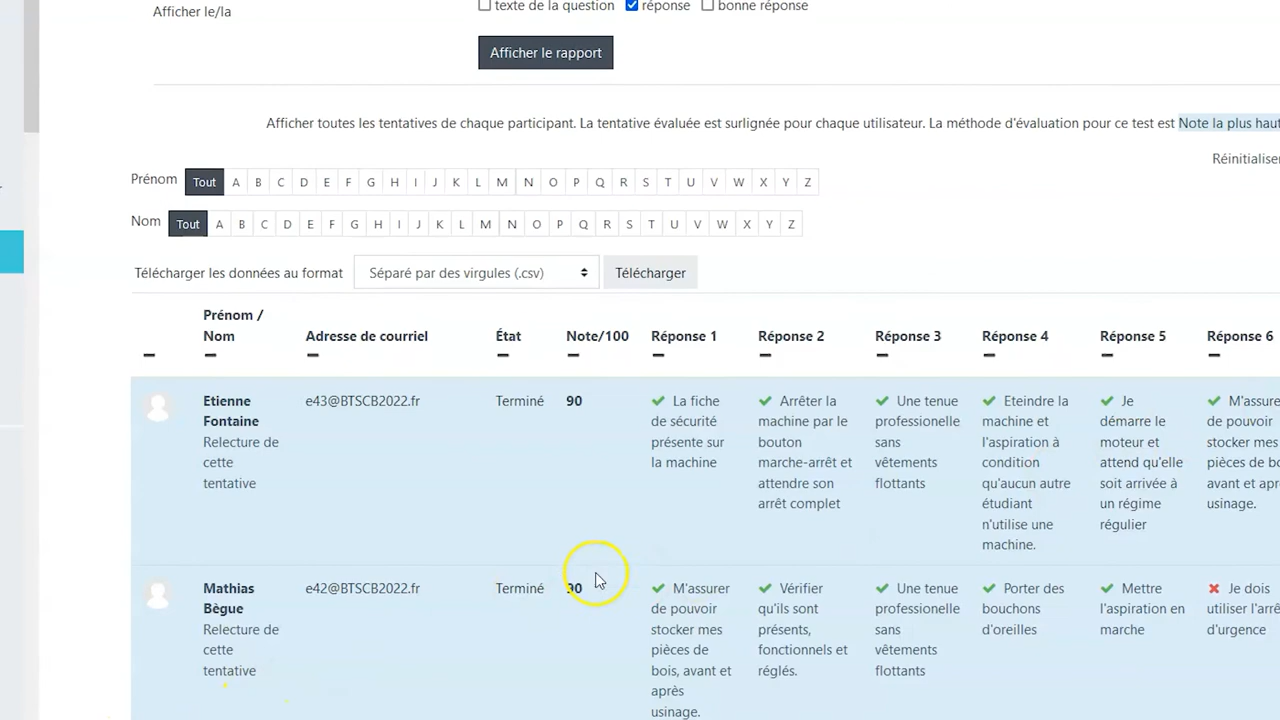 Afficher le/la
texte de la question réponse bonne réponse
Afficher le rapport
Afficher toutes les tentatives de chaque participant. La tentative évaluée est surlignée pour chaque utilisateur. La méthode d'évaluation pour ce test est Note la plus haut
Réinitialiser
Prénom Tout A B C D E F G H I J K L M N O P Q R S T U V W X Y Z
Nom Tout A B C D E F G H I J K L M N O P Q R S T U V W X Y Z
Télécharger les données au format Séparé par des virgules (.csv) Télécharger
Prénom /
Nom
Adresse de courriel
État
Note/100
Réponse 1
Réponse 2
Réponse 3
Réponse 4
Réponse 5
Réponse 6
Etienne
Fontaine
Relecture de
cette
tentative
e43@BTSCB2022.fr
Terminé
90
La fiche
de sécurité
présente sur
la machine
Arrêter la
machine par le
bouton
marche-arrêt et
attendre son
arrêt complet
Une tenue
professionelle
sans
vêtements
flottants
Eteindre la
machine et
l'aspiration à
condition
qu'aucun autre
étudiant
n'utilise une
machine.
Je
démarre le
moteur et
attend qu'elle
soit arrivée à
un régime
régulier
M'assure
de pouvoir
stocker mes
pièces de bo
avant et apr
usinage.
Mathias
Bègue
Relecture de
cette
tentative
e42@BTSCB2022.fr
Terminé
90
M'assurer
de pouvoir
stocker mes
pièces de
bois, avant et
après
usinage.
Vérifier
qu'ils sont
présents,
fonctionnels et
réglés.
Une tenue
professionelle
sans
vêtements
flottants
Porter des
bouchons
d'oreilles
Mettre
l'aspiration en
marche
Je dois
utiliser l'arrê
d'urgence